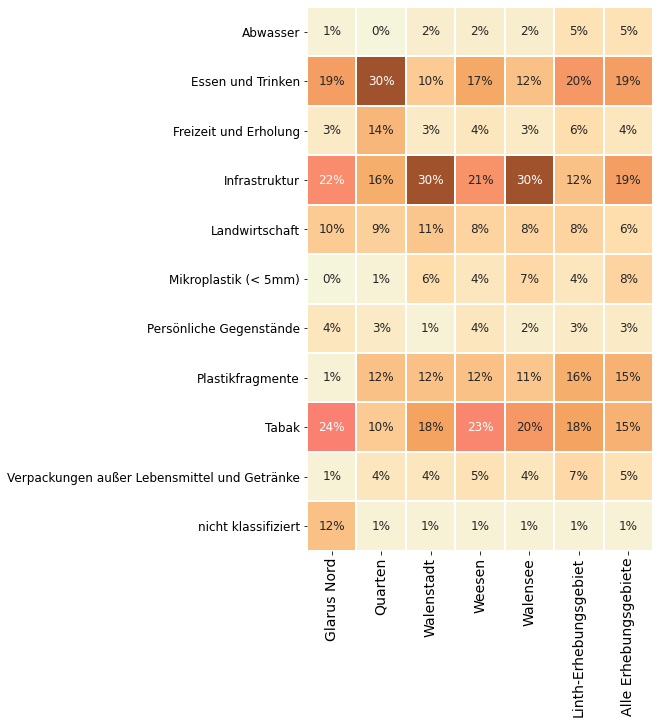 Abwasser 1% 0% 2% 2% 2% 5% 5%
Essen und Trinken 19% 30% 10% 17% 12% 20% 19%
Freizeit und Erholung 3% 14% 3% 4% 3% 6% 4%
Infrastruktur 22% 16% 30% 21% 30% 12% 19%
Landwirtschaft 10% 9% 11% 8% 8% 8% 6%
Mikroplastik (< 5mm) 0% 1% 6% 4% 7% 4% 8%
Persönliche Gegenstände 4% 3% 1% 4% 2% 3% 3%
Plastikfragmente 1% 12% 12% 12% 11% 16% 15%
Tabak 24% 10% 18% 23% 20% 18% 15%
Verpackungen außer Lebensmittel und Getränke 1% 4% 4% 5% 4% 7% 5%
nicht klassifiziert 12% 1% 1% 1% 1% 1% 1%
Glarus Nord
Quarten
Walenstadt
Weesen
Walensee
Linth-Erhebungsgebiet
Alle Erhebungsgebiete